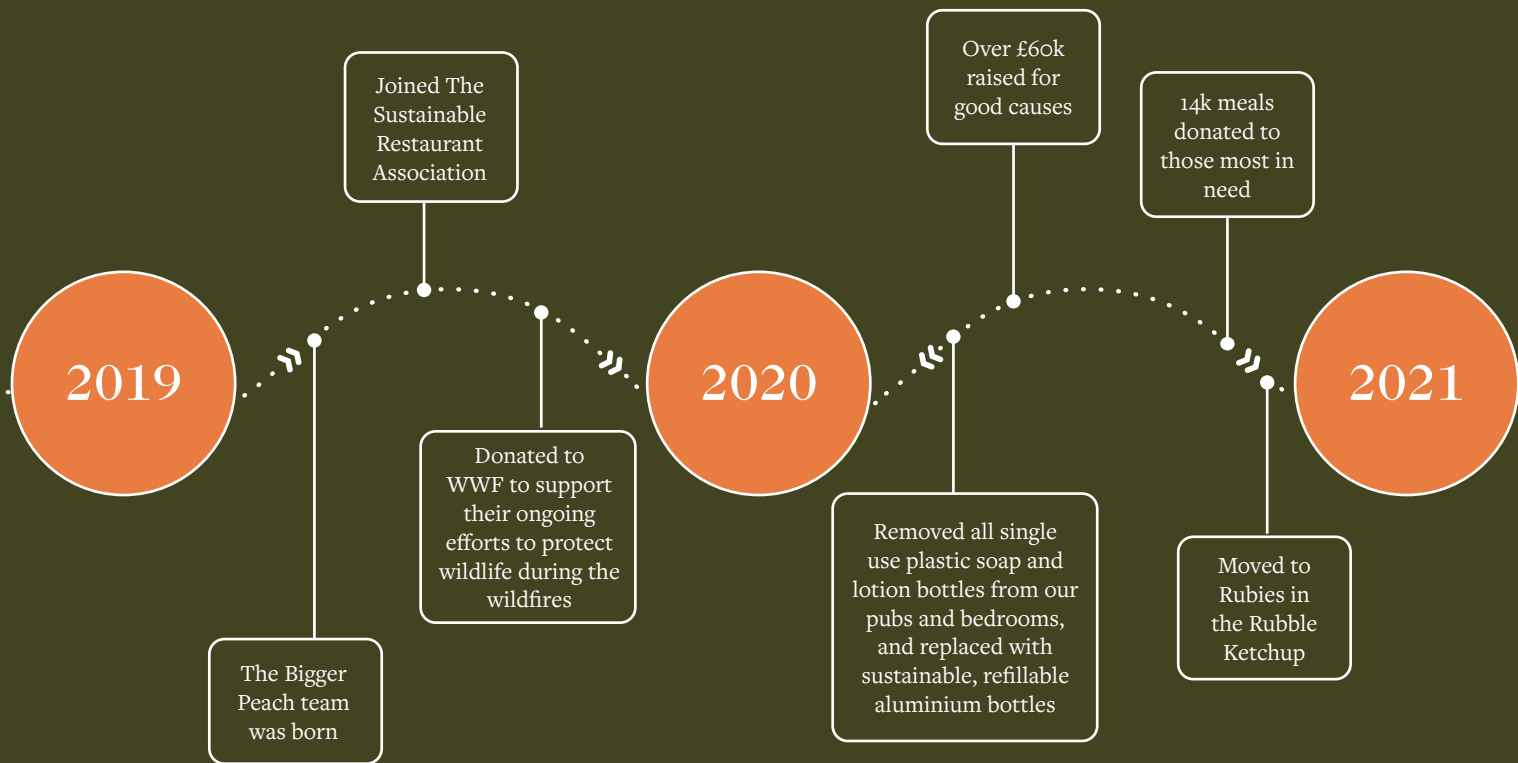 2019
The Bigger
Peach team
was born
Joined The
Sustainable
Restaurant
Association
Donated to
WWF to support
their ongoing
efforts to protect
wildlife during the
wildfires
2020
Removed all single
use plastic soap and
lotion bottles from our
pubs and bedrooms,
and replaced with
sustainable, refillable
aluminium bottles
Over £60k
raised for
good causes
14k meals
donated to
those most in
need
Moved to
Rubies in
the Rubble
Ketchup
2021